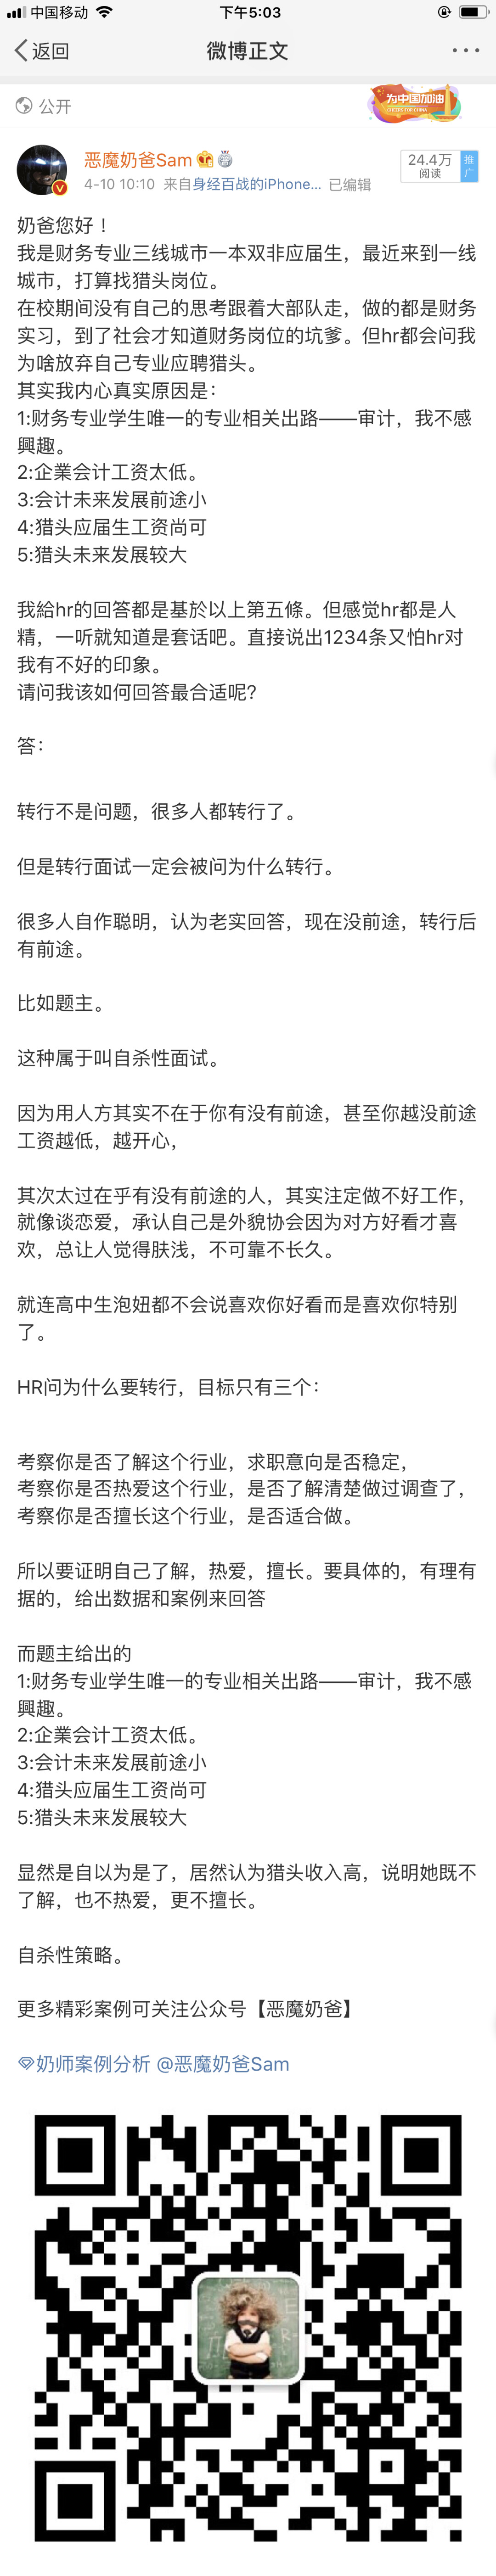 中国移动
下午5:03
返回
微博正文
公开
为中国加油
CHEERS FOR CHINA
恶魔奶爸Sam
24.4万
阅读
推广
4-10 10:10 来自身经百战的iPhone... 已编辑
奶爸您好！
我是财务专业三线城市一本双非应届生，最近来到一线
城市，打算找猎头岗位。
在校期间没有自己的思考跟着大部队走，做的都是财务
实习，到了社会才知道财务岗位的坑爹。但hr都会问我
为啥放弃自己专业应聘猎头。
其实我内心真实原因是：
1:财务专业学生唯一的专业相关出路——审计，我不感
興趣。
2:企業会计工资太低。
3:会计未来发展前途小
4:猎头应届生工资尚可
5:猎头未来发展较大
我給hr的回答都是基於以上第五條。但感觉hr都是人
精，一听就知道是套话吧。直接说出1234条又怕hr对
我有不好的印象。
请问我该如何回答最合适呢?
答：
转行不是问题，很多人都转行了。
但是转行面试一定会被问为什么转行。
很多人自作聪明，认为老实回答，现在没前途，转行后
有前途。
比如题主。
这种属于叫自杀性面试。
因为用人方其实不在于你有没有前途，甚至你越没前途
工资越低，越开心，
其次太过在乎有没有前途的人，其实注定做不好工作，
就像谈恋爱，承认自己是外貌协会因为对方好看才喜
欢，总让人觉得肤浅，不可靠不长久。
就连高中生泡妞都不会说喜欢你好看而是喜欢你特别
了。
HR问为什么要转行，目标只有三个：
考察你是否了解这个行业，求职意向是否稳定，
考察你是否热爱这个行业，是否了解清楚做过调查了，
考察你是否擅长这个行业，是否适合做。
所以要证明自己了解，热爱，擅长。要具体的，有理有
据的，给出数据和案例来回答
而题主给出的
1:财务专业学生唯一的专业相关出路——审计，我不感
興趣。
2:企業会计工资太低。
3:会计未来发展前途小
4:猎头应届生工资尚可
5:猎头未来发展较大
显然是自以为是了，居然认为猎头收入高，说明她既不
了解，也不热爱，更不擅长。
自杀性策略。
更多精彩案例可关注公众号【恶魔奶爸】
奶师案例分析 @恶魔奶爸Sam